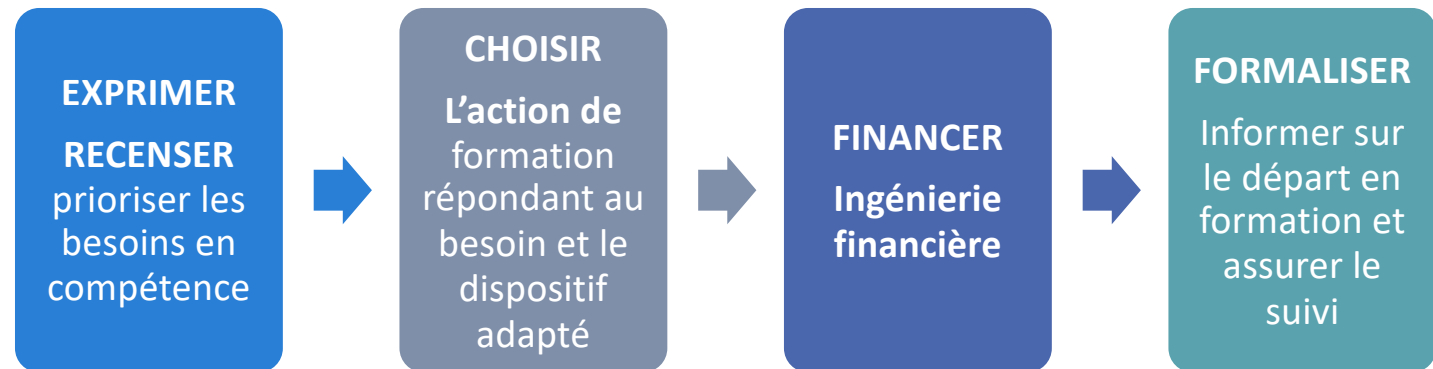 EXPRIMER
RECENSER
prioriser les
besoins en
compétence
CHOISIR
L’action de
formation
répondant au
besoin et le
dispositif
adapté
FINANCER
Ingénierie
financière
FORMALISER
Informer sur
le départ en
formation et
assurer le
suivi